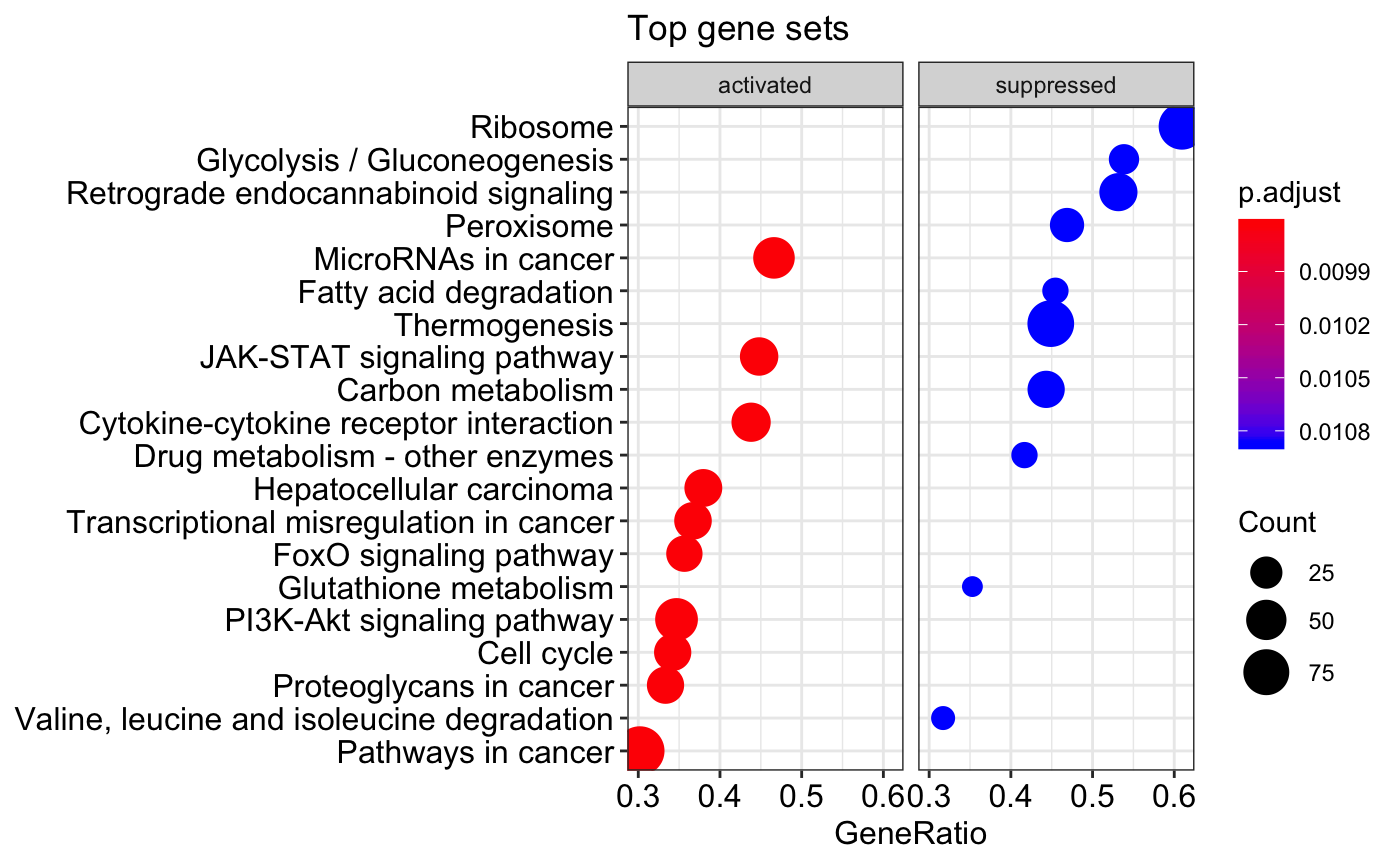 Top gene sets
activated
suppressed
Ribosome
Glycolysis / Gluconeogenesis
Retrograde endocannabinoid signaling
Peroxisome
MicroRNAs in cancer
Fatty acid degradation
Thermogenesis
JAK-STAT signaling pathway
Carbon metabolism
Cytokine-cytokine receptor interaction
Drug metabolism - other enzymes
Hepatocellular carcinoma
Transcriptional misregulation in cancer
FoxO signaling pathway
Glutathione metabolism
PI3K-Akt signaling pathway
Cell cycle
Proteoglycans in cancer
Valine, leucine and isoleucine degradation
Pathways in cancer
0.3 0.4 0.5 0.6
0.3 0.4 0.5 0.6
GeneRatio
p.adjust
0.0099
0.0102
0.0105
0.0108
Count
25
50
75